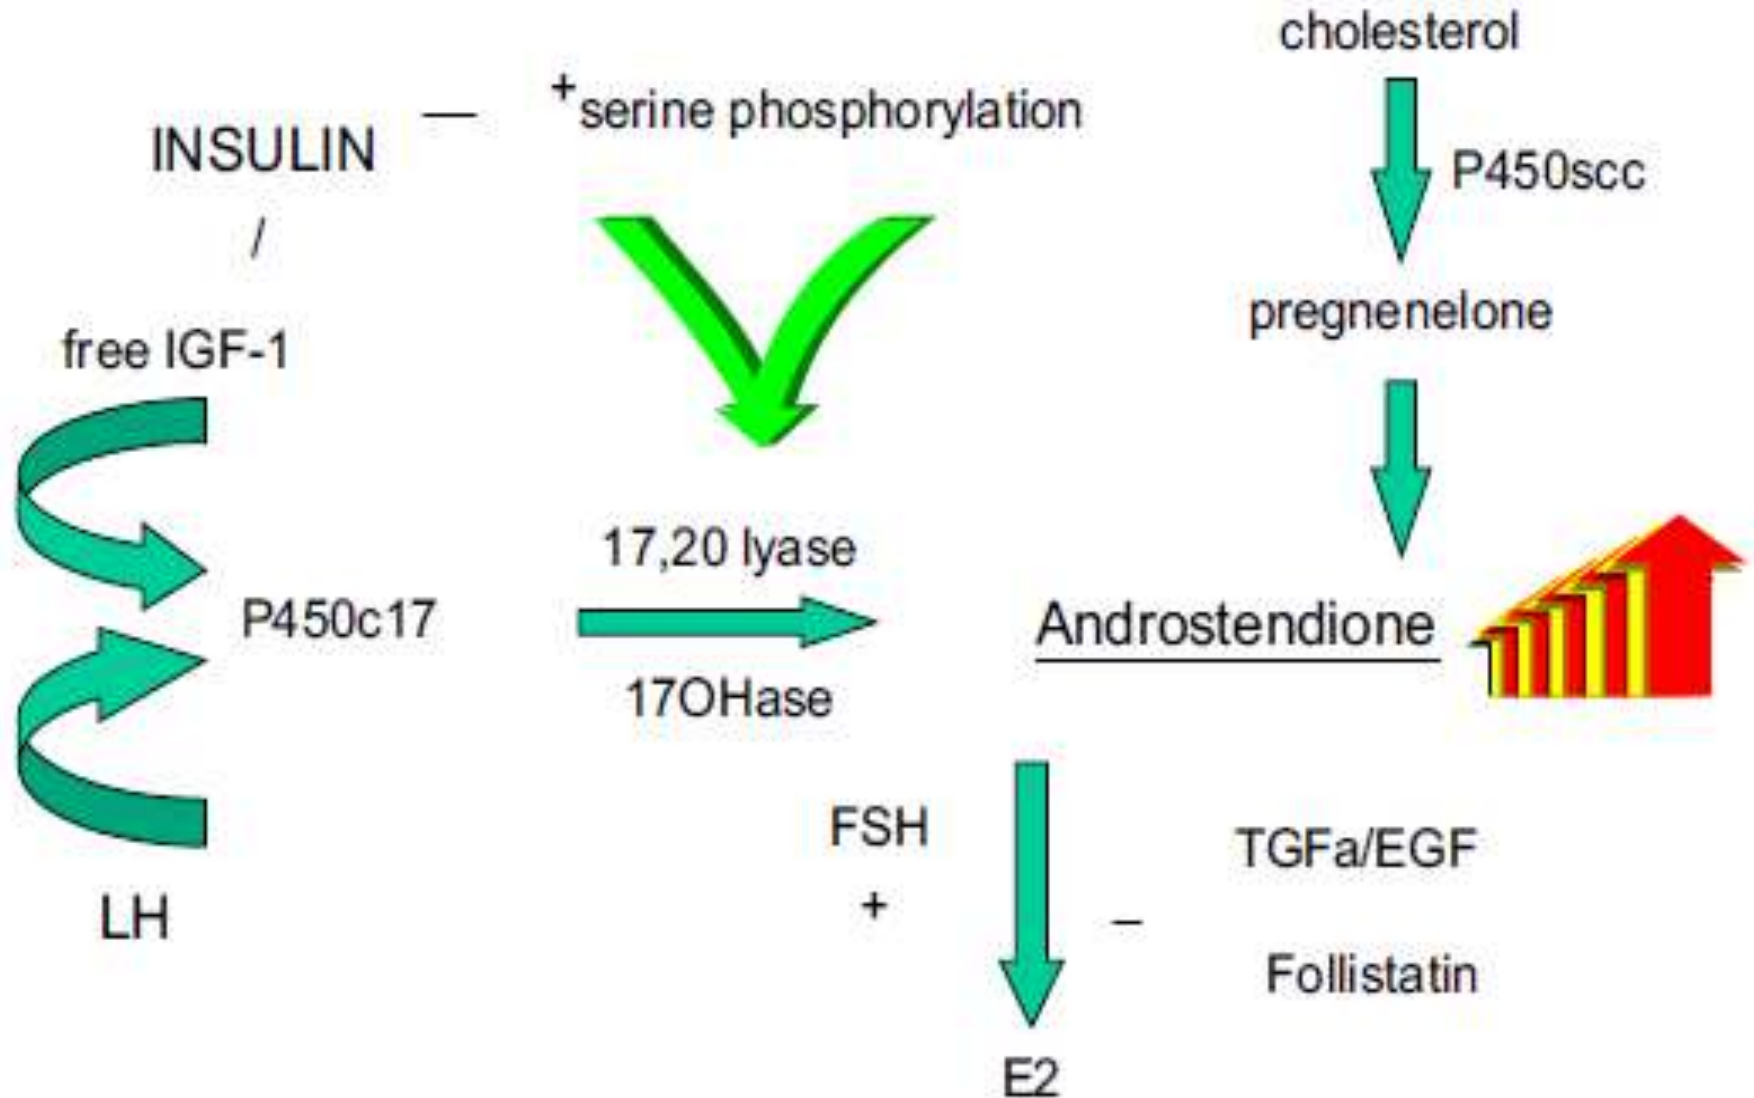 cholesterol
+
serine phosphorylation
—
INSULIN
P450scc
/
pregnenelone
free IGF-1
17,20 lyase
P450c17
Androstendione
17OHase
FSH
TGFa/EGF
+
–
LH
Follistatin
E2